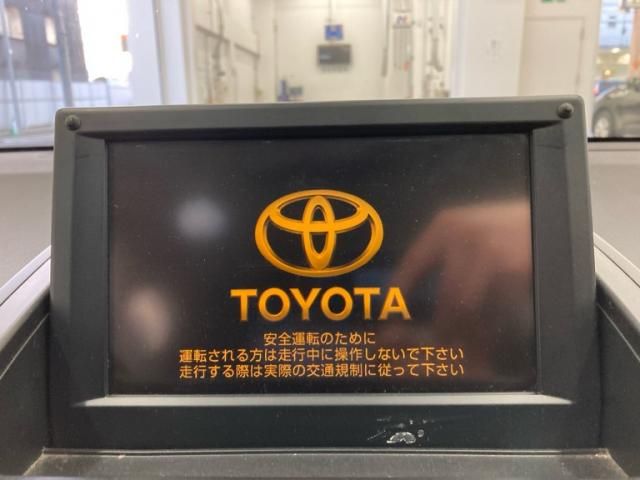 TOYOTA
安全運転のために
運転される方は走行中に操作しないで下さい
走行する際は実際の交通規制に従って下さい